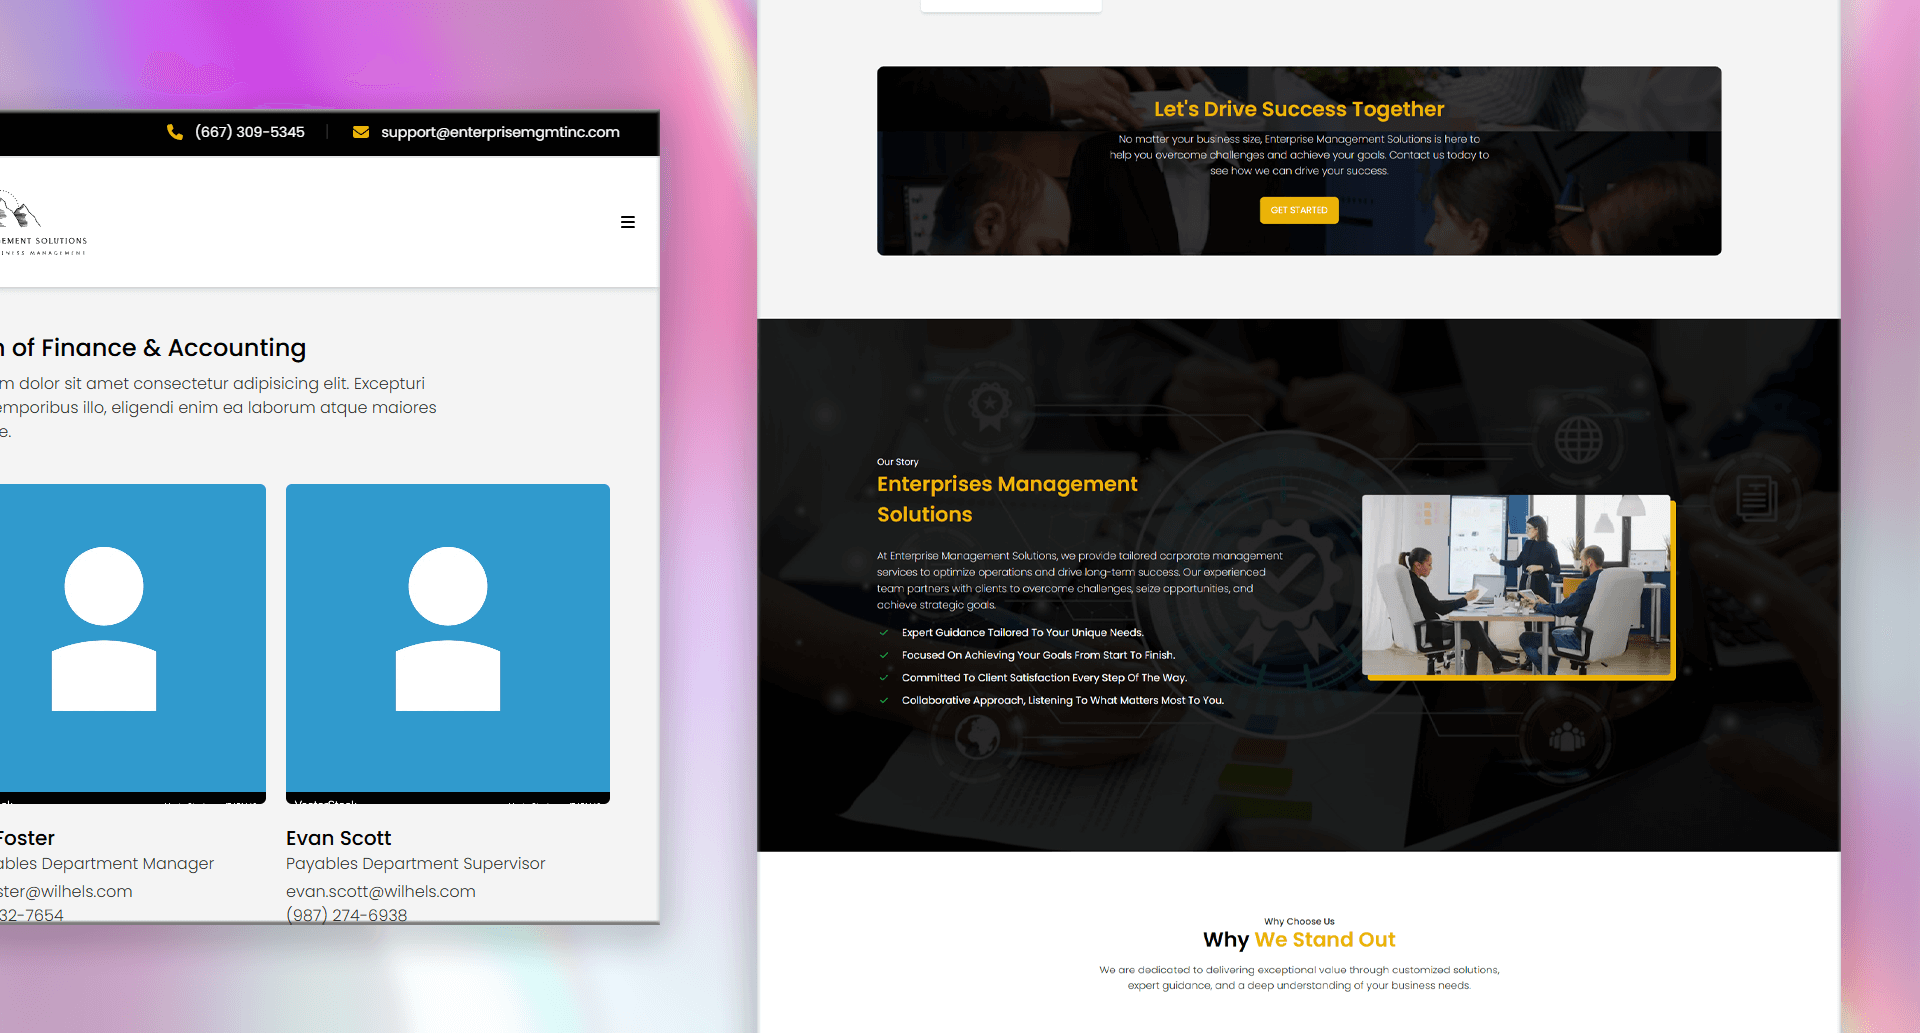 (667) 309-5345
support@enterprisemgmtinc.com
EMENT SOLUTIONS
INESS MANAGEMENT
n of Finance & Accounting
m dolor sit amet consectetur adipisicing elit. Excepturi
emporibus illo, eligendi enim ea laborum atque maiores
e.
VectorStock
Foster
ables Department Manager
ster@wilhels.com
32-7654
Evan Scott
Payables Department Supervisor
evan.scott@wilhels.com
(987) 274-6938
Let's Drive Success Together
No matter your business size, Enterprise Management Solutions is here to
help you overcome challenges and achieve your goals. Contact us today to
see how we can drive your success.
GET STARTED
Our Story
Enterprises Management
Solutions
At Enterprise Management Solutions, we provide tailored corporate management
services to optimize operations and drive long-term success. Our experienced
team partners with clients to overcome challenges, seize opportunities, and
achieve strategic goals.
Expert Guidance Tailored To Your Unique Needs.
Focused On Achieving Your Goals From Start To Finish.
Committed To Client Satisfaction Every Step Of The Way.
Collaborative Approach, Listening To What Matters Most To You.
Why Choose Us
Why We Stand Out
We are dedicated to delivering exceptional value through customized solutions,
expert guidance, and a deep understanding of your business needs.